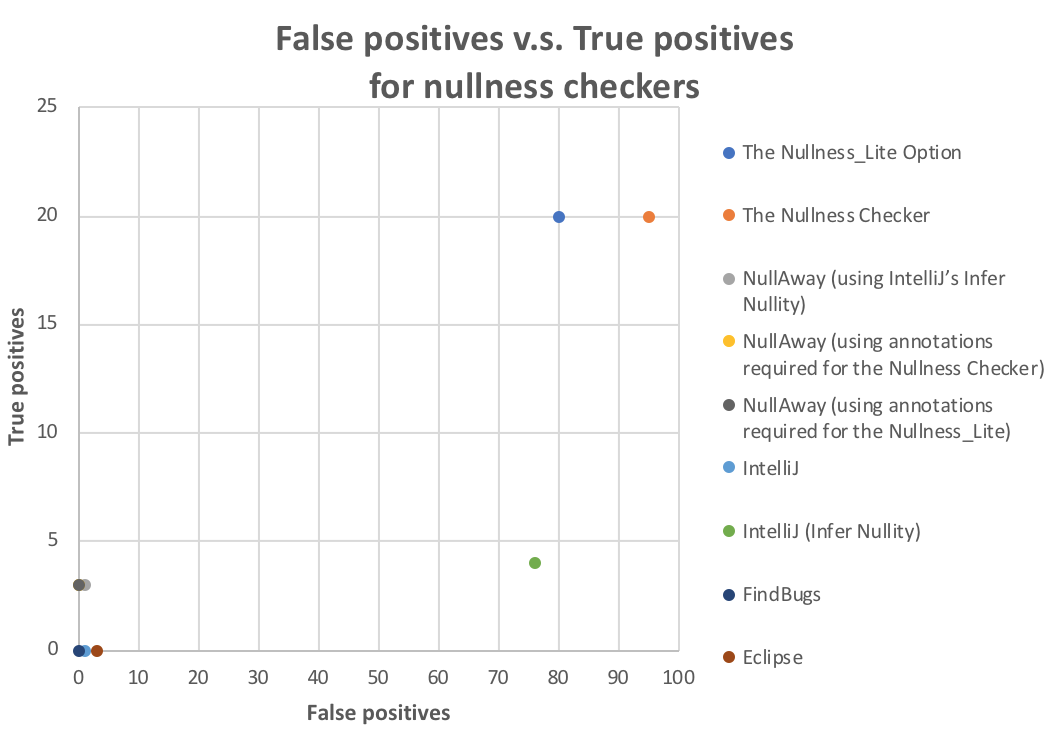 False positives v.s. True positives
for nullness checkers
25
20
15
10
5
0
True positives
0 10 20 30 40 50 60 70 80 90 100
False positives
The Nullness_Lite Option
The Nullness Checker
NullAway (using IntelliJ’s Infer
Nullity)
NullAway (using annotations
required for the Nullness Checker)
NullAway (using annotations
required for the Nullness_Lite)
IntelliJ
IntelliJ (Infer Nullity)
FindBugs
Eclipse